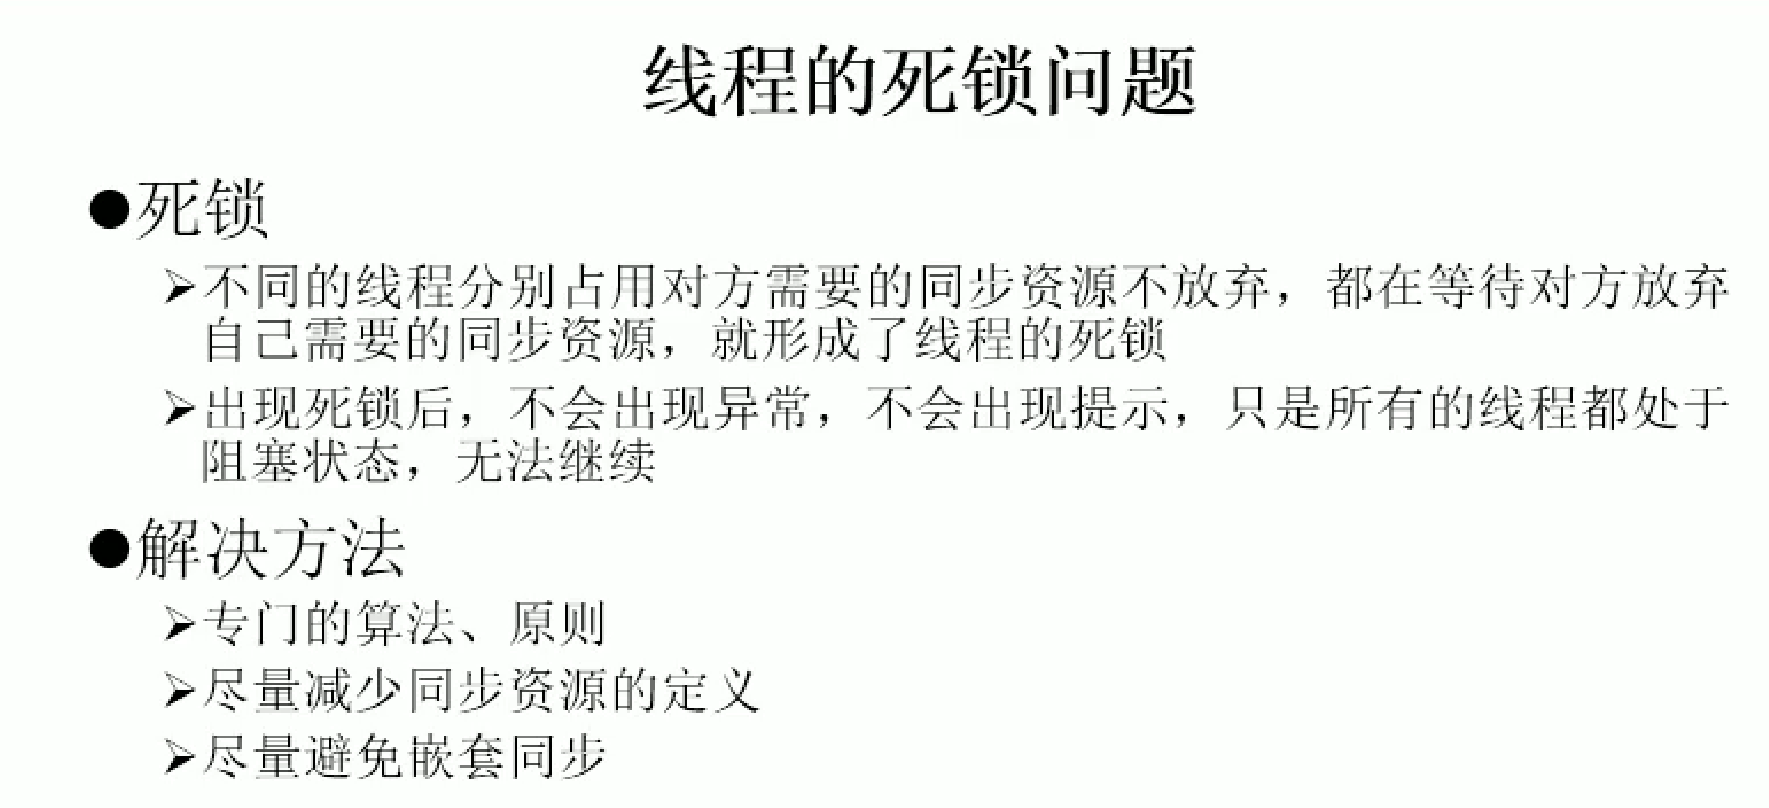 线程的死锁问题
●死锁
➢不同的线程分别占用对方需要的同步资源不放弃，都在等待对方放弃
自己需要的同步资源，就形成了线程的死锁
➢出现死锁后，不会出现异常，不会出现提示，只是所有的线程都处于
阻塞状态，无法继续
●解决方法
➢专门的算法、原则
➢尽量减少同步资源的定义
➢尽量避免嵌套同步